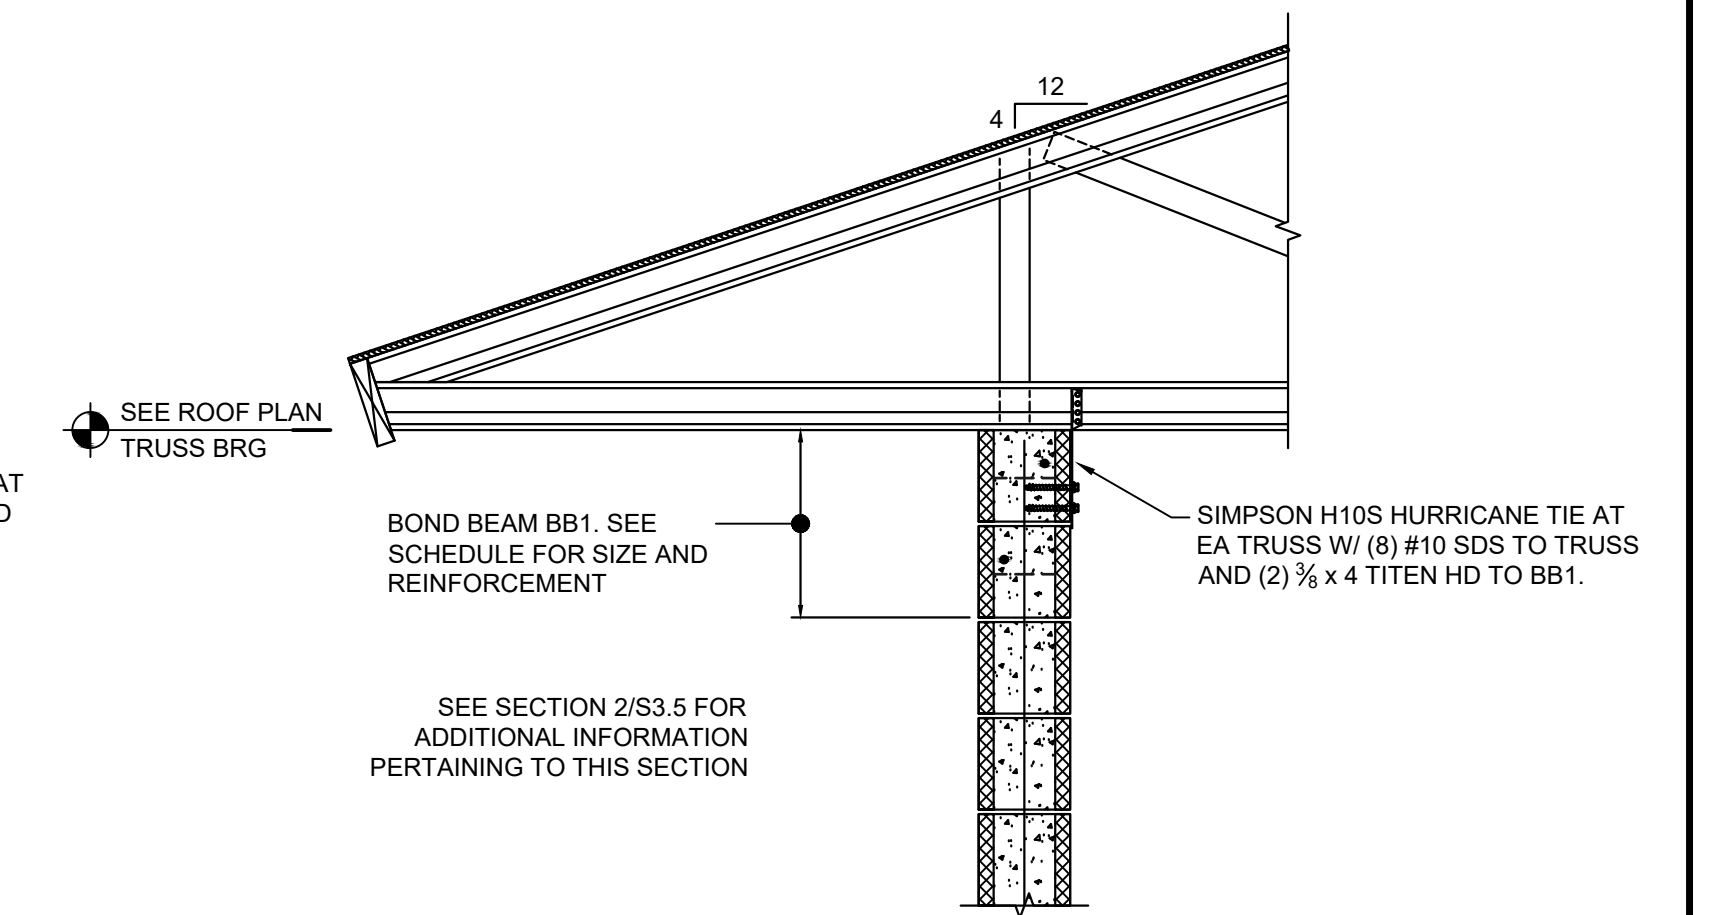 12
4
SEE ROOF PLAN
TRUSS BRG
AT
D
BOND BEAM BB1. SEE
SCHEDULE FOR SIZE AND
REINFORCEMENT
SIMPSON H10S HURRICANE TIE AT
EA TRUSS W/ (8) #10 SDS TO TRUSS
AND (2) ⅜ x 4 TITEN HD TO BB1.
SEE SECTION 2/S3.5 FOR
ADDITIONAL INFORMATION
PERTAINING TO THIS SECTION